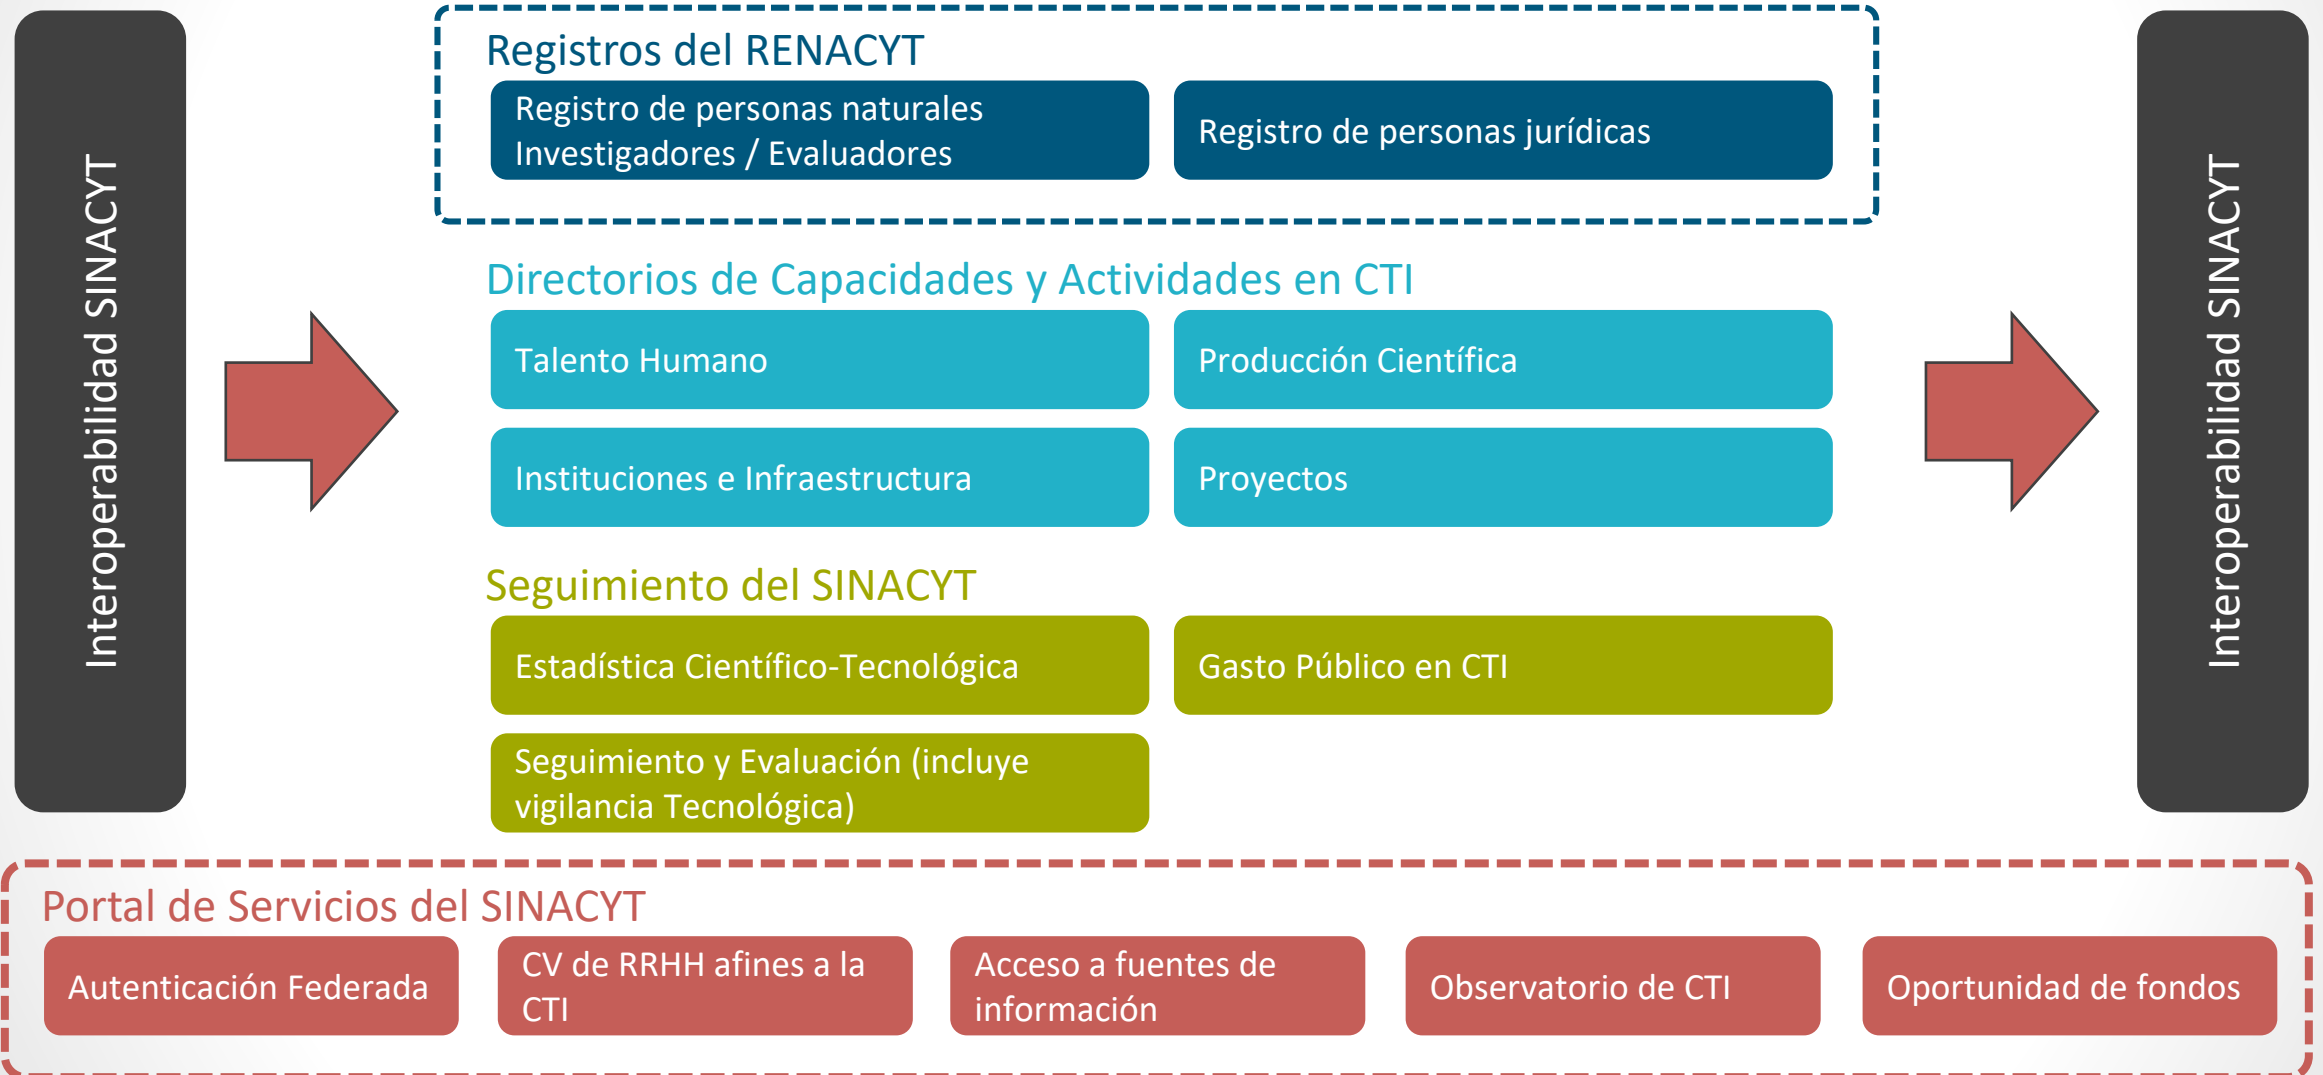 Interoperabilidad SINACYT
Registros del RENACYT
Registro de personas naturales
Investigadores / Evaluadores
Registro de personas jurídicas
Directorios de Capacidades y Actividades en CTI
Talento Humano
Producción Científica
Instituciones e Infraestructura
Proyectos
Seguimiento del SINACYT
Estadística Científico-Tecnológica
Gasto Público en CTI
Seguimiento y Evaluación (incluye
vigilancia Tecnológica)
Interoperabilidad SINACYT
Portal de Servicios del SINACYT
Autenticación Federada
CV de RRHH afines a la
CTI
Acceso a fuentes de
información
Observatorio de CTI
Oportunidad de fondos